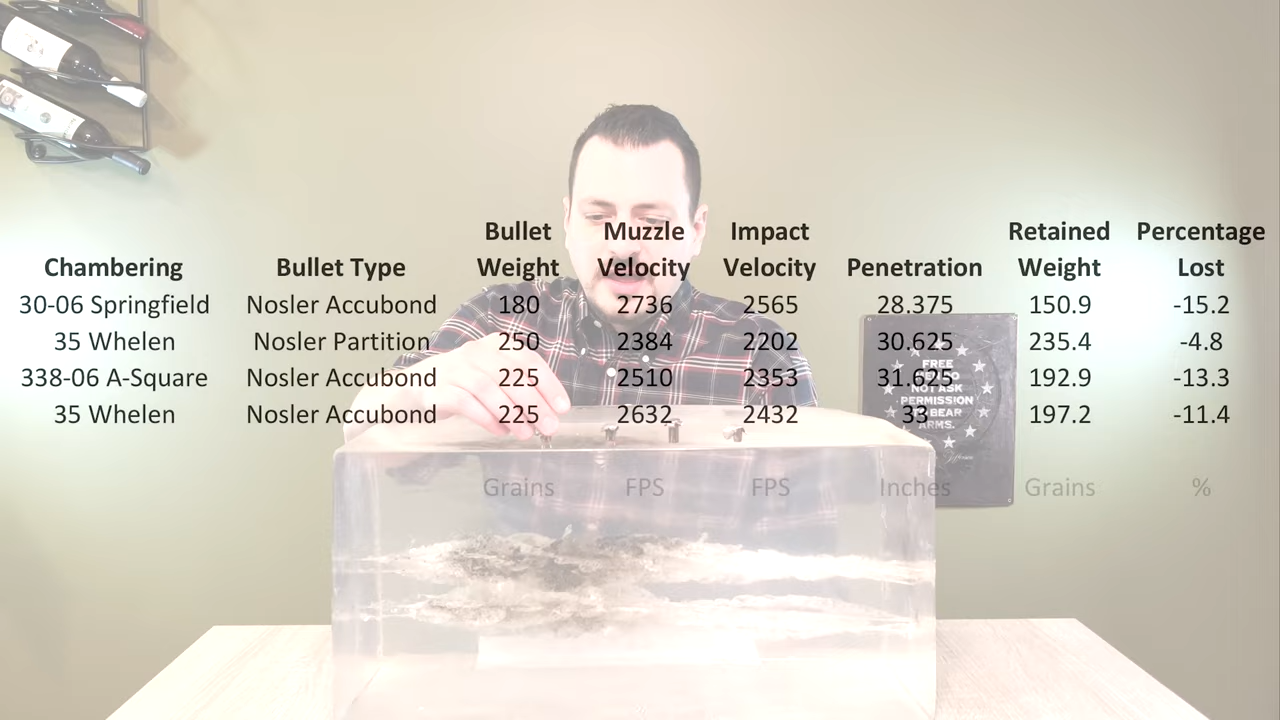 Bullet Muzzle Impact Retained Percentage
Chambering Bullet Type Weight Velocity Velocity Penetration Weight Lost
30-06 Springfield Nosler Accubond 180 2736 2565 28.375 150.9 -15.2
35 Whelen Nosler Partition 250 2384 2202 30.625 235.4 -4.8
338-06 A-Square Nosler Accubond 225 2510 2353 31.625 192.9 -13.3
35 Whelen Nosler Accubond 225 2632 2432 33 197.2 -11.4
Grains FPS FPS Inches Grains %
FREE
NOT ASK
PERMISSION
BEAR
ARMS.